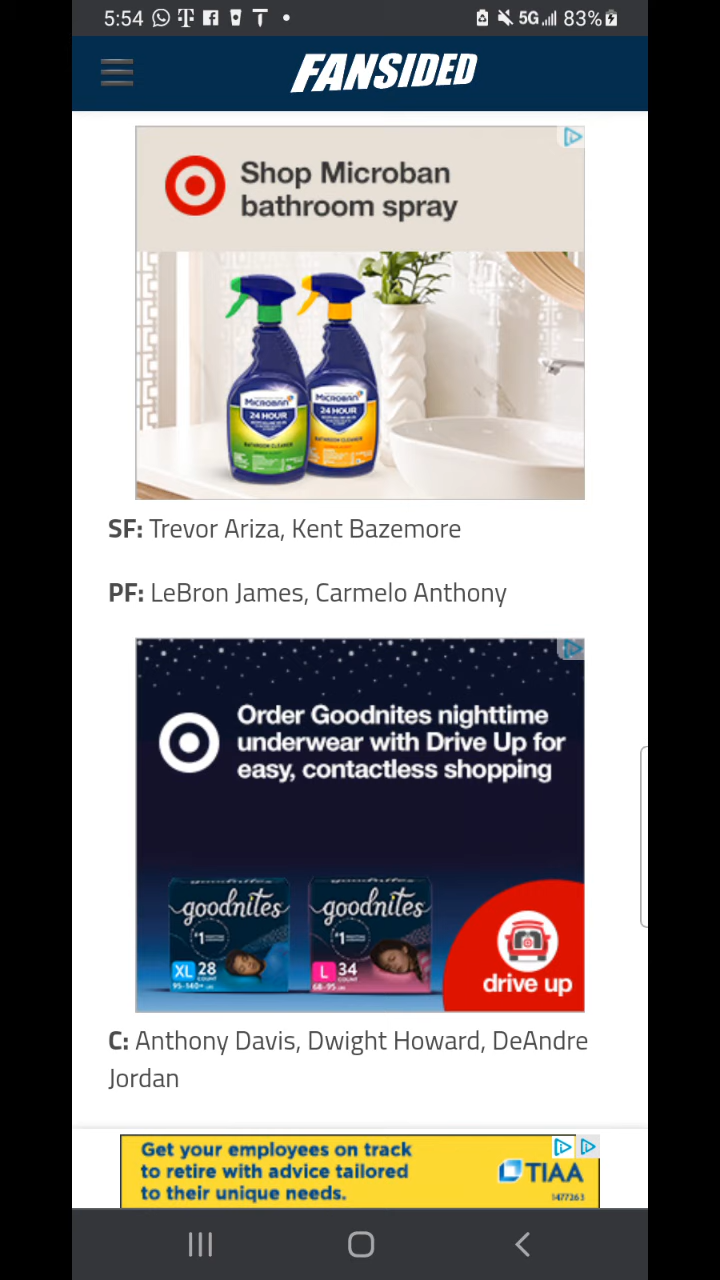 5:54 5G 83%
FANSIDED
Shop Microban
bathroom spray
MICROBAN MICROBAN
24 HOUR 24 HOUR
BATHROOM CLEANER BATHROOM CLEANER
SF: Trevor Ariza, Kent Bazemore
PF: LeBron James, Carmelo Anthony
Order Goodnites nighttime
underwear with Drive Up for
easy, contactless shopping
goodnites goodnites
#1 #1
XL 28 COUNT L 34 COUNT
95-140+ LBS 68-95 LBS
drive up
C: Anthony Davis, Dwight Howard, DeAndre
Jordan
Get your employees on track
to retire with advice tailored
to their unique needs.
TIAA
1477263